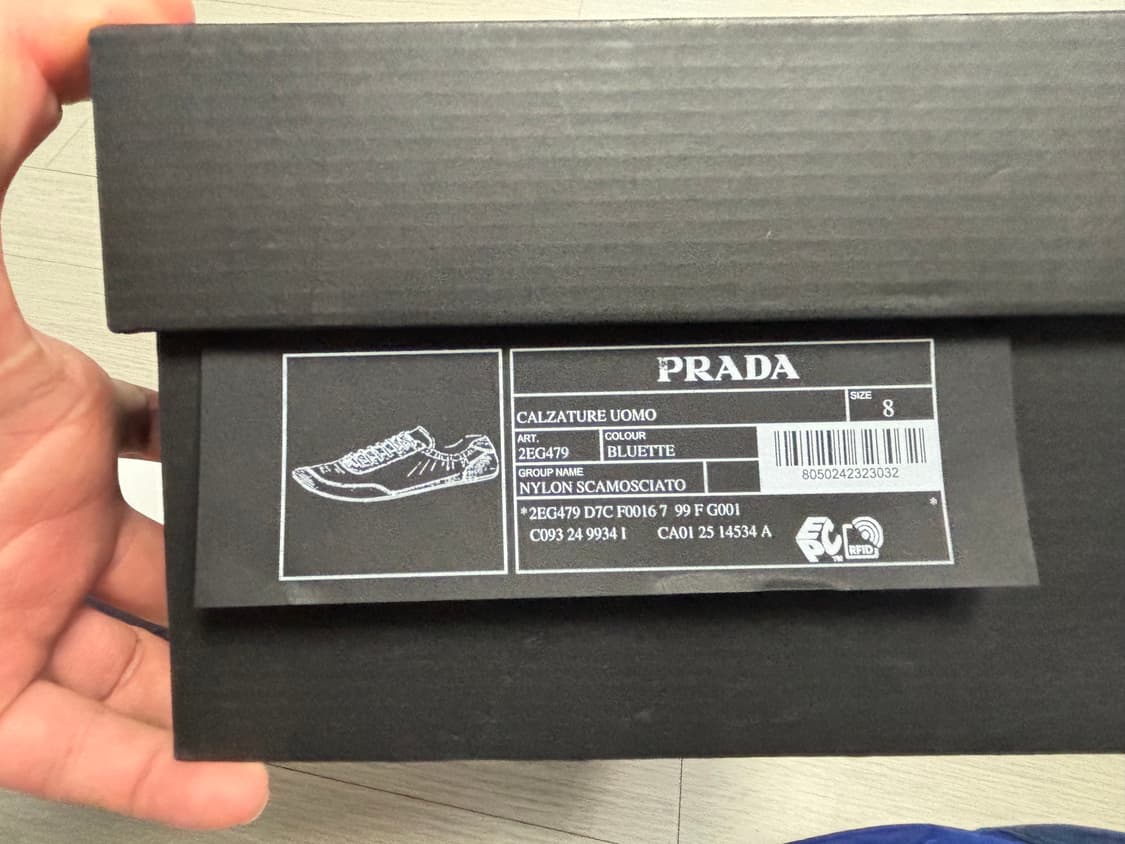 PRADA
CALZATURE UOMO
SIZE
8
ART.
2EG479
COLOUR
BLUETTE
GROUP NAME
NYLON SCAMOSCIATO
8050242323032
*2EG479 D7C F0016 7 99 F G001 *
C093 24 9934 I CA01 25 14534 A
EPC TM
RFID